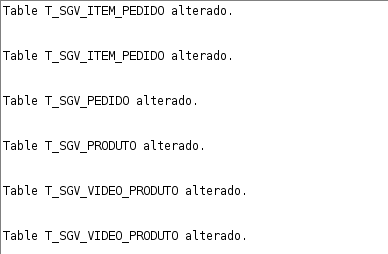 Table T_SGV_ITEM_PEDIDO alterado.
Table T_SGV_ITEM_PEDIDO alterado.
Table T_SGV_PEDIDO alterado.
Table T_SGV_PRODUTO alterado.
Table T_SGV_VIDEO_PRODUTO alterado.
Table T_SGV_VIDEO_PRODUTO alterado.